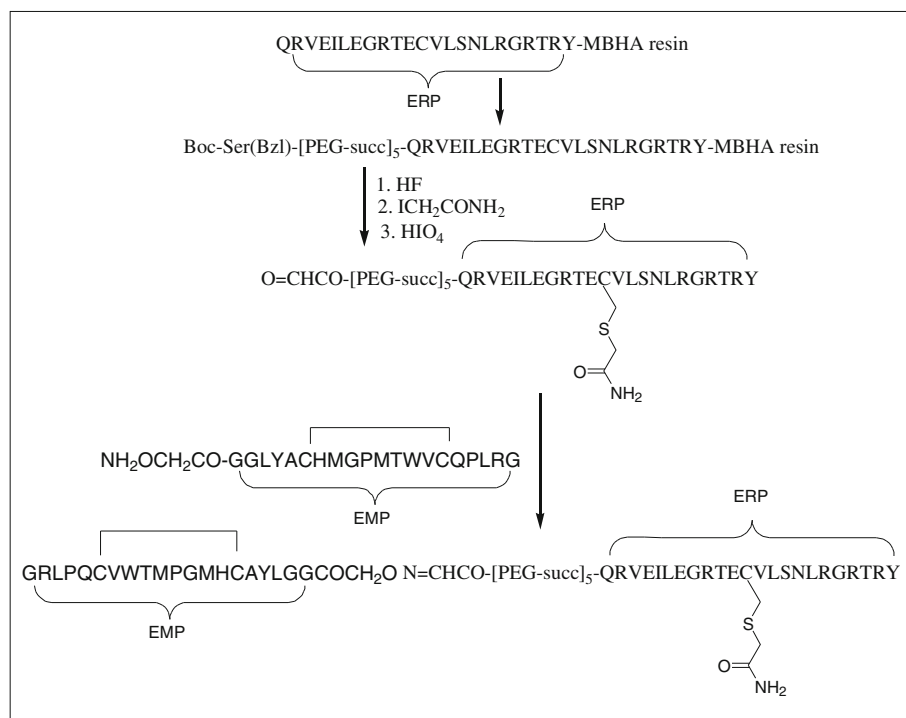 QRVEILEGRTECVLSNLRGRTRY-MBHA resin
ERP
Boc-Ser(Bzl)-[PEG-succ]5-QRVEILEGRTECVLSNLRGRTRY-MBHA resin
1. HF
2. ICH2CONH2
3. HIO4
ERP
O=CHCO-[PEG-succ]5-QRVEILEGRTECVLSNLRGRTRY
S
O
NH2
NH2OCH2CO-GGLYACHMGPMTWVCQPLRG
EMP
ERP
GRLPQCVWTMPGMHCAYLGGCOCH2O N=CHCO-[PEG-succ]5-QRVEILEGRTECVLSNLRGRTRY
EMP
S
O
NH2